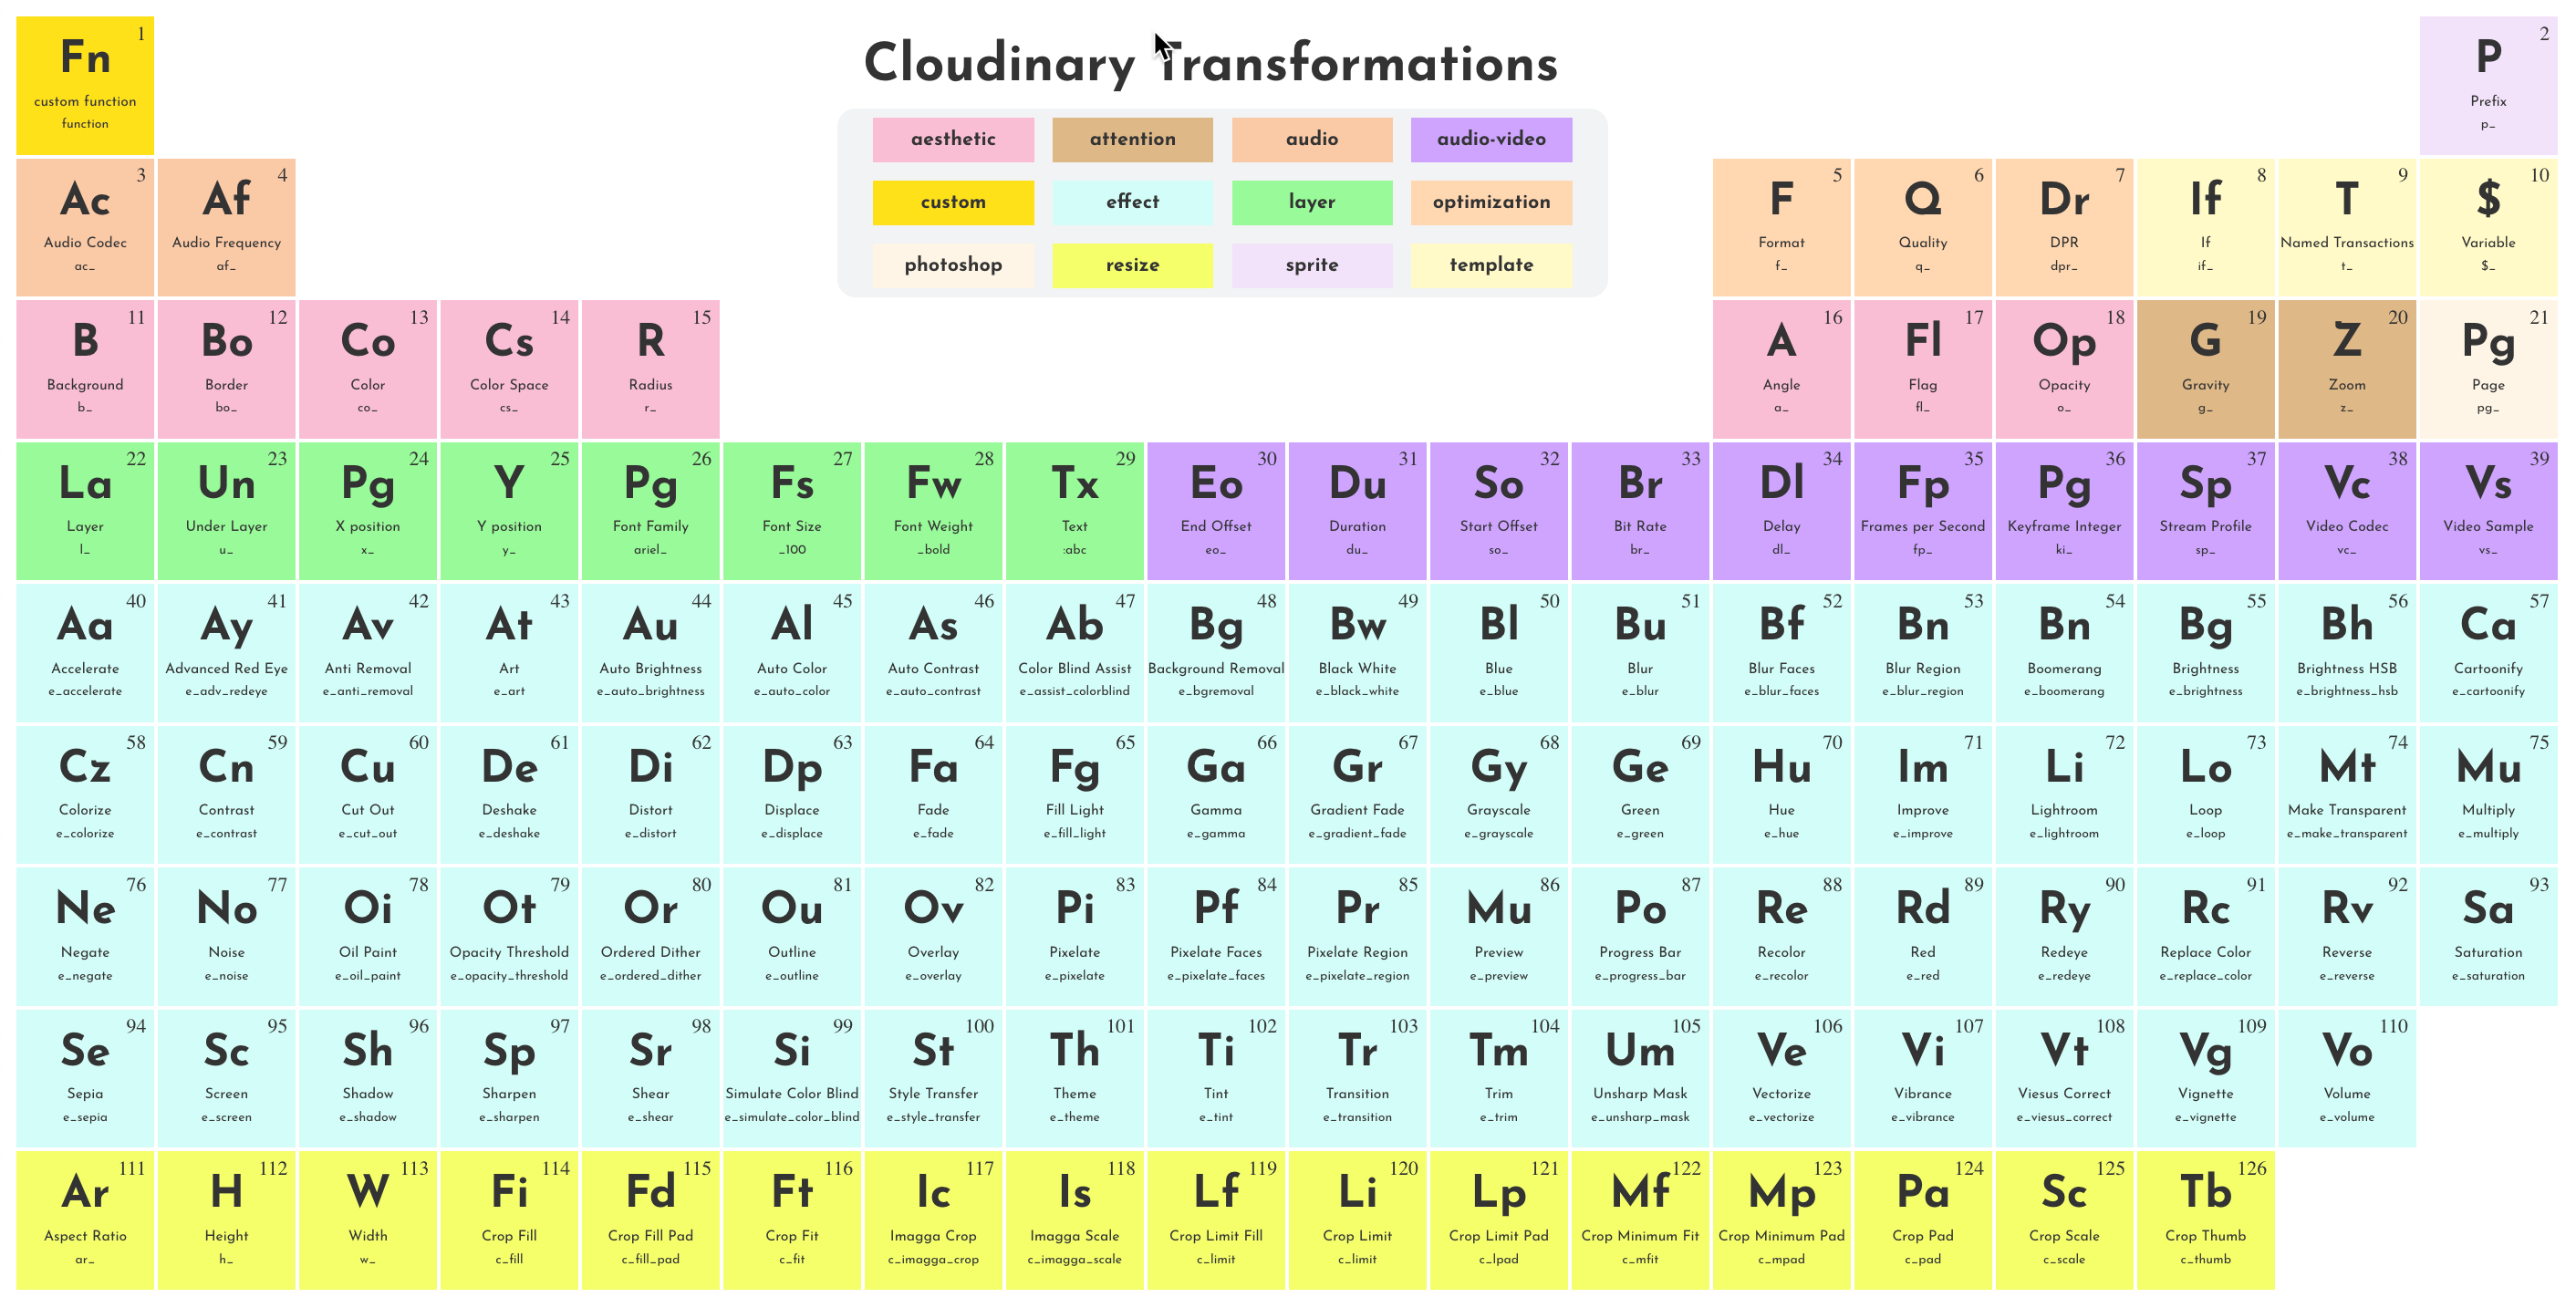 Cloudinary Transformations
aesthetic attention audio audio-video
custom effect layer optimization
photoshop resize sprite template
1 2
Fn P
custom function Prefix
function p_
3 4 5 6 7 8 9 10
Ac Af F Q Dr If T $
Audio Codec Audio Frequency Format Quality DPR If Named Transactions Variable
ac_ af_ f_ q_ dpr_ if_ t_ $_
11 12 13 14 15 16 17 18 19 20 21
B Bo Co Cs R A Fl Op G Z Pg
Background Border Color Color Space Radius Angle Flag Opacity Gravity Zoom Page
b_ bo_ co_ cs_ r_ a_ fl_ o_ g_ z_ pg_
22 23 24 25 26 27 28 29 30 31 32 33 34 35 36 37 38 39
La Un Pg Y Pg Fs Fw Tx Eo Du So Br Dl Fp Pg Sp Vc Vs
Layer Under Layer X position Y position Font Family Font Size Font Weight Text End Offset Duration Start Offset Bit Rate Delay Frames per Second Keyframe Integer Stream Profile Video Codec Video Sample
l_ u_ x_ y_ ariel_ _100 _bold :abc eo_ du_ so_ br_ dl_ fp_ ki_ sp_ vc_ vs_
40 41 42 43 44 45 46 47 48 49 50 51 52 53 54 55 56 57
Aa Ay Av At Au Al As Ab Bg Bw Bl Bu Bf Bn Bn Bg Bh Ca
Accelerate Advanced Red Eye Anti Removal Art Auto Brightness Auto Color Auto Contrast Color Blind Assist Background Removal Black White Blue Blur Blur Faces Blur Region Boomerang Brightness Brightness HSB Cartoonify
e_accelerate e_adv_redeye e_anti_removal e_art e_auto_brightness e_auto_color e_auto_contrast e_assist_colorblind e_bgremoval e_black_white e_blue e_blur e_blur_faces e_blur_region e_boomerang e_brightness e_brightness_hsb e_cartoonify
58 59 60 61 62 63 64 65 66 67 68 69 70 71 72 73 74 75
Cz Cn Cu De Di Dp Fa Fg Ga Gr Gy Ge Hu Im Li Lo Mt Mu
Colorize Contrast Cut Out Deshake Distort Displace Fade Fill Light Gamma Gradient Fade Grayscale Green Hue Improve Lightroom Loop Make Transparent Multiply
e_colorize e_contrast e_cut_out e_deshake e_distort e_displace e_fade e_fill_light e_gamma e_gradient_fade e_grayscale e_green e_hue e_improve e_lightroom e_loop e_make_transparent e_multiply
76 77 78 79 80 81 82 83 84 85 86 87 88 89 90 91 92 93
Ne No Oi Ot Or Ou Ov Pi Pf Pr Mu Po Re Rd Ry Rc Rv Sa
Negate Noise Oil Paint Opacity Threshold Ordered Dither Outline Overlay Pixelate Pixelate Faces Pixelate Region Preview Progress Bar Recolor Red Redeye Replace Color Reverse Saturation
e_negate e_noise e_oil_paint e_opacity_threshold e_ordered_dither e_outline e_overlay e_pixelate e_pixelate_faces e_pixelate_region e_preview e_progress_bar e_recolor e_red e_redeye e_replace_color e_reverse e_saturation
94 95 96 97 98 99 100 101 102 103 104 105 106 107 108 109 110
Se Sc Sh Sp Sr Si St Th Ti Tr Tm Um Ve Vi Vt Vg Vo
Sepia Screen Shadow Sharpen Shear Simulate Color Blind Style Transfer Theme Tint Transition Trim Unsharp Mask Vectorize Vibrance Viesus Correct Vignette Volume
e_sepia e_screen e_shadow e_sharpen e_shear e_simulate_color_blind e_style_transfer e_theme e_tint e_transition e_trim e_unsharp_mask e_vectorize e_vibrance e_viesus_correct e_vignette e_volume
111 112 113 114 115 116 117 118 119 120 121 122 123 124 125 126
Ar H W Fi Fd Ft Ic Is Lf Li Lp Mf Mp Pa Sc Tb
Aspect Ratio Height Width Crop Fill Crop Fill Pad Crop Fit Imagga Crop Imagga Scale Crop Limit Fill Crop Limit Crop Limit Pad Crop Minimum Fit Crop Minimum Pad Crop Pad Crop Scale Crop Thumb
ar_ h_ w_ c_fill c_fill_pad c_fit c_imagga_crop c_imagga_scale c_limit c_limit c_lpad c_mfit c_mpad c_pad c_scale c_thumb